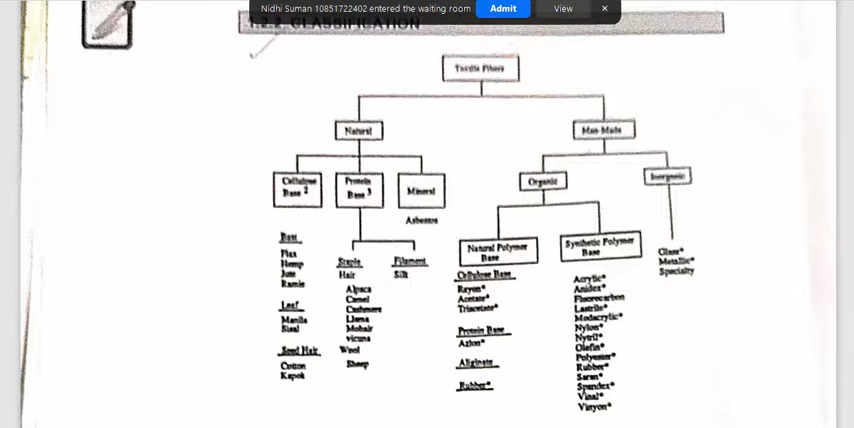 Nidhi Suman 10851722402 entered the waiting room
Admit
View
×
1.2.2 CLASSIFICATION
Textile Fibers
Natural
Man-Made
Cellulose
Base 2
Protein
Base 3
Mineral
Organic
Inorganic
Asbestos
Natural Polymer
Base
Synthetic Polymer
Base
Glass*
Metallic*
Specialty
Bast
Flax
Hemp
Jute
Ramie
Leaf
Manila
Sisal
Seed Hair
Cotton
Kapok
Staple
Hair
Alpaca
Camel
Cashmere
Llama
Mohair
vicuna
Wool
Sheep
Filament
Silk
Cellulose Base
Rayon*
Acetate*
Triacetate*
Protein Base
Azlon*
Alginate
Rubber*
Acrylic*
Anidex*
Fluorocarbon
Lastrile*
Modacrylic*
Nylon*
Nytril*
Olefin*
Polyester*
Rubber*
Saran*
Spandex*
Vinal*
Vinyon*